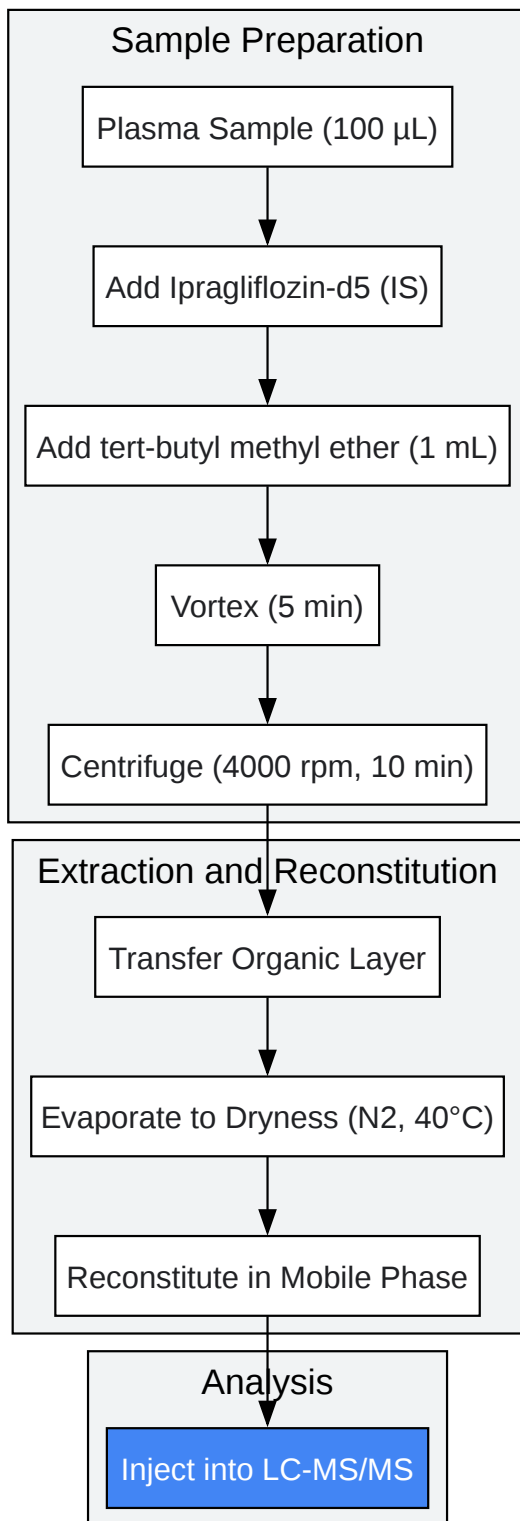 Sample Preparation
Plasma Sample (100 µL)
Add Ipragliflozin-d5 (IS)
Add tert-butyl methyl ether (1 mL)
Vortex (5 min)
Centrifuge (4000 rpm, 10 min)
Extraction and Reconstitution
Transfer Organic Layer
Evaporate to Dryness (N2, 40°C)
Reconstitute in Mobile Phase
Analysis
Inject into LC-MS/MS